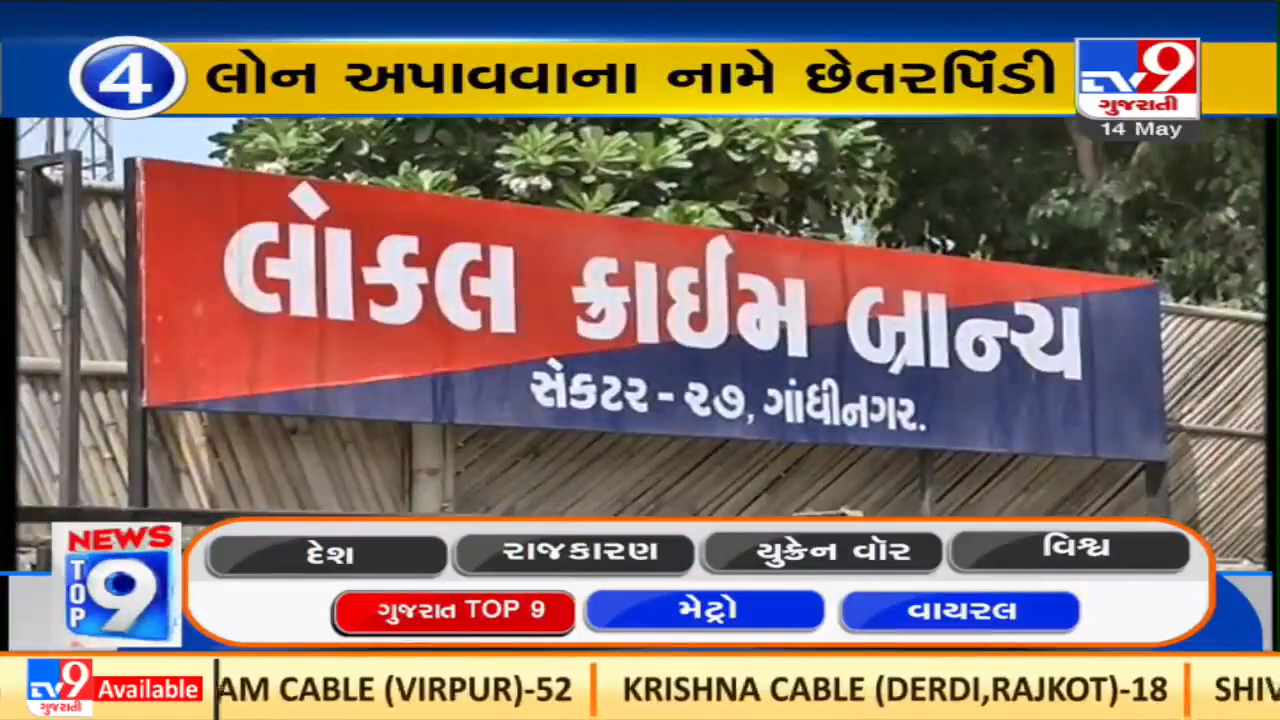 4 લોન અપાવવાના નામે છેતરપિંડી
TV9
ગુજરાતી
14 May
લોકલ ક્રાઈમ બ્રાન્ચ
સેકટર - ૨૭, ગાંધીનગર.
NEWS
TOP 9
દેશ રાજકારણ યુક્રેન વૉર વિશ્વ
ગુજરાત TOP 9 મેટ્રો વાયરલ
TV9
ગુજરાતી
Available AM CABLE (VIRPUR)-52 | KRISHNA CABLE (DERDI,RAJKOT)-18 | SHIV